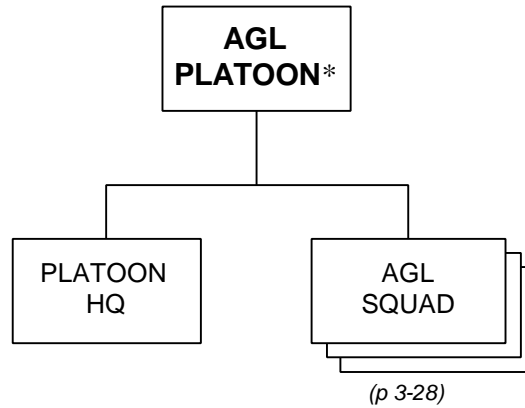 AGL
PLATOON*
PLATOON
HQ
AGL
SQUAD
(p 3-28)